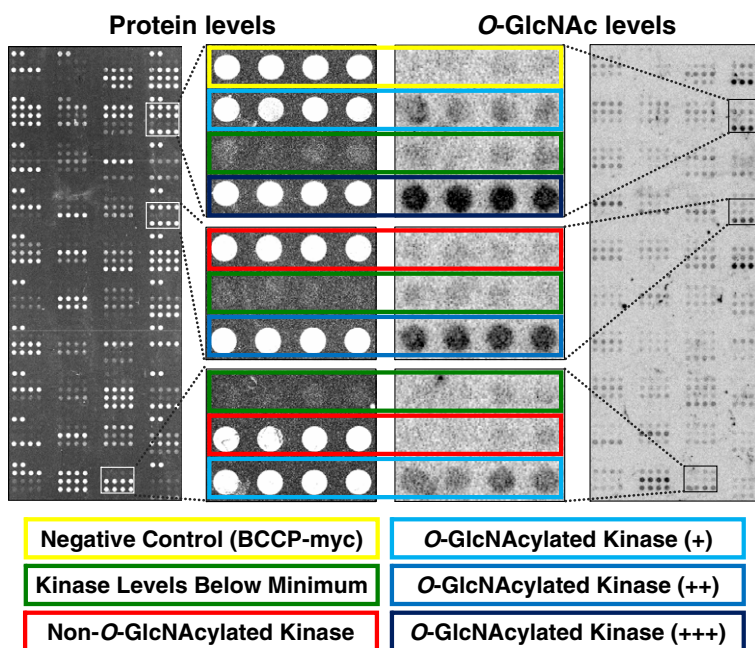 Protein levels
O-GlcNAc levels
Negative Control (BCCP-myc)
O-GlcNAcylated Kinase (+)
Kinase Levels Below Minimum
O-GlcNAcylated Kinase (++)
Non-O-GlcNAcylated Kinase
O-GlcNAcylated Kinase (+++)